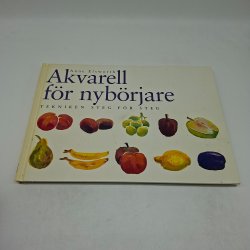 Akvarell
för nybörjare
TEKNIKEN STEG FÖR STEG